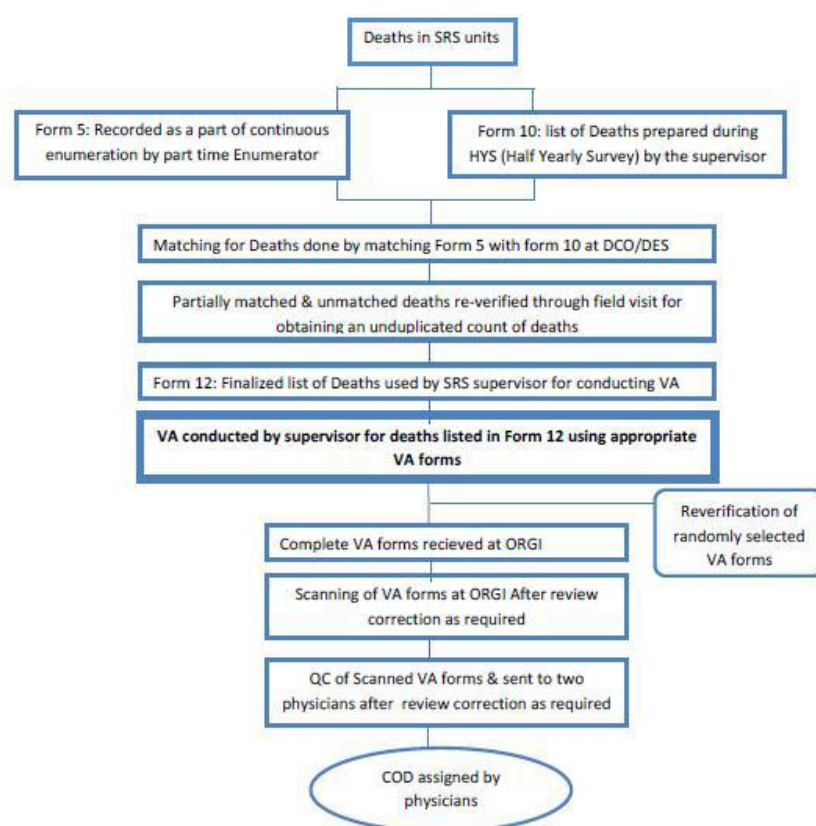 Deaths in SRS units
Form 5: Recorded as a part of continuous
enumeration by part time Enumerator
Form 10: list of Deaths prepared during
HYS (Half Yearly Survey) by the supervisor
Matching for Deaths done by matching Form 5 with form 10 at DCO/DES
Partially matched & unmatched deaths re-verified through field visit for
obtaining an unduplicated count of deaths
Form 12: Finalized list of Deaths used by SRS supervisor for conducting VA
VA conducted by supervisor for deaths listed in Form 12 using appropriate
VA forms
Reverification of
randomly selected
VA forms
Complete VA forms recieved at ORGI
Scanning of VA forms at ORGI After review
correction as required
QC of Scanned VA forms & sent to two
physicians after review correction as required
COD assigned by
physicians